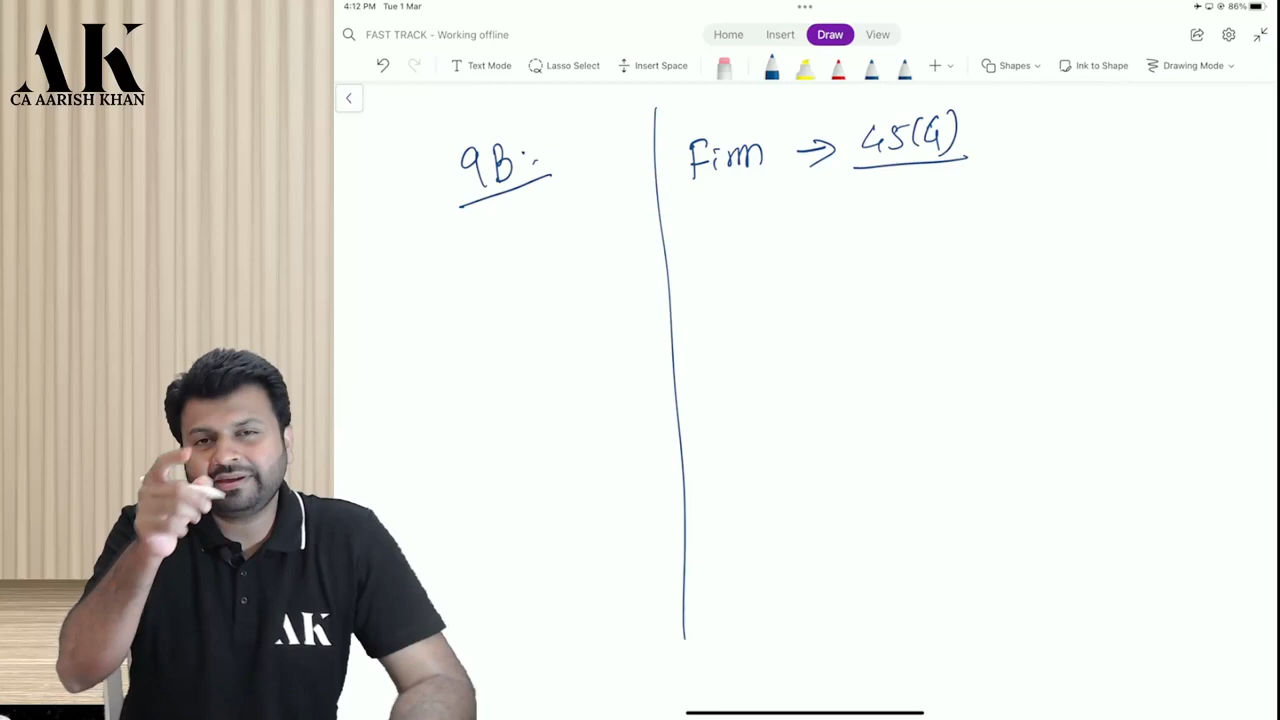 4:12 PM Tue 1 Mar
86%
AK
CA AARISH KHAN
FAST TRACK - Working offline
Home Insert Draw View
Text Mode Lasso Select Insert Space Shapes Ink to Shape Drawing Mode
9B:-
Firm → 45(4)
AK